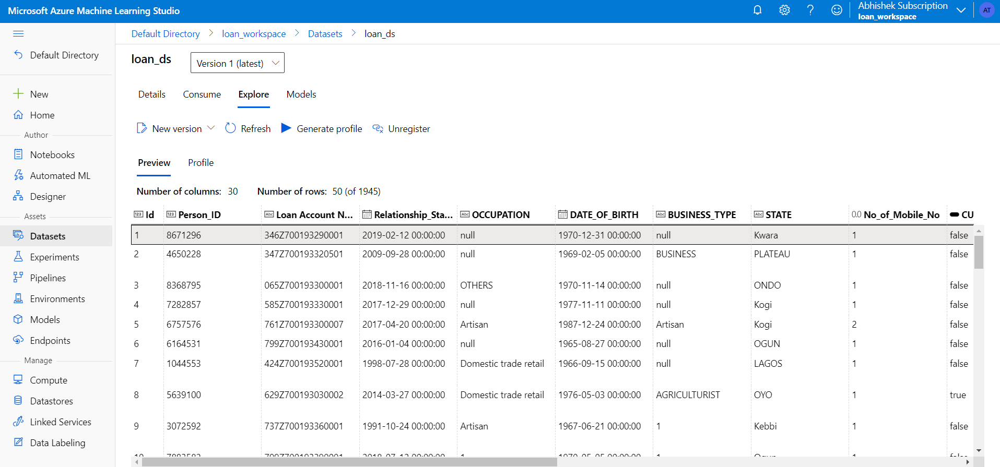 Microsoft Azure Machine Learning Studio
Abhishek Subscription
loan_workspace
AT
Default Directory
New
Home
Author
Notebooks
Automated ML
Designer
Assets
Datasets
Experiments
Pipelines
Environments
Models
Endpoints
Manage
Compute
Datastores
Linked Services
Data Labeling
Default Directory > loan_workspace > Datasets > loan_ds
loan_ds Version 1 (latest)
Details Consume Explore Models
New version Refresh Generate profile Unregister
Preview Profile
Number of columns: 30 Number of rows: 50 (of 1945)
123 Id 123 Person_ID Abc Loan Account N... Relationship_Sta... Abc OCCUPATION DATE_OF_BIRTH Abc BUSINESS_TYPE Abc STATE 0.0 No_of_Mobile_No CU
1 8671296 346Z700193290001 2019-02-12 00:00:00 null 1970-12-31 00:00:00 null Kwara 1 false
2 4650228 347Z700193320501 2009-09-28 00:00:00 null 1969-02-05 00:00:00 BUSINESS PLATEAU 1 false
3 8368795 065Z700193300001 2018-11-16 00:00:00 OTHERS 1970-11-14 00:00:00 null ONDO 1 false
4 7282857 585Z700193330001 2017-12-29 00:00:00 null 1977-11-11 00:00:00 null Kogi 1 false
5 6757576 761Z700193300007 2017-04-20 00:00:00 Artisan 1987-12-24 00:00:00 Artisan Kogi 2 false
6 6164531 799Z700193430001 2016-01-04 00:00:00 null 1965-08-27 00:00:00 null OGUN 1 false
7 1044553 424Z700193520001 1998-07-28 00:00:00 Domestic trade retail 1966-09-15 00:00:00 null LAGOS 1 false
8 5639100 629Z700193030002 2014-03-27 00:00:00 Domestic trade retail 1976-05-03 00:00:00 AGRICULTURIST OYO 1 true
9 3072592 737Z700193360001 1991-10-24 00:00:00 Artisan 1967-06-21 00:00:00 1 Kebbi 1 false